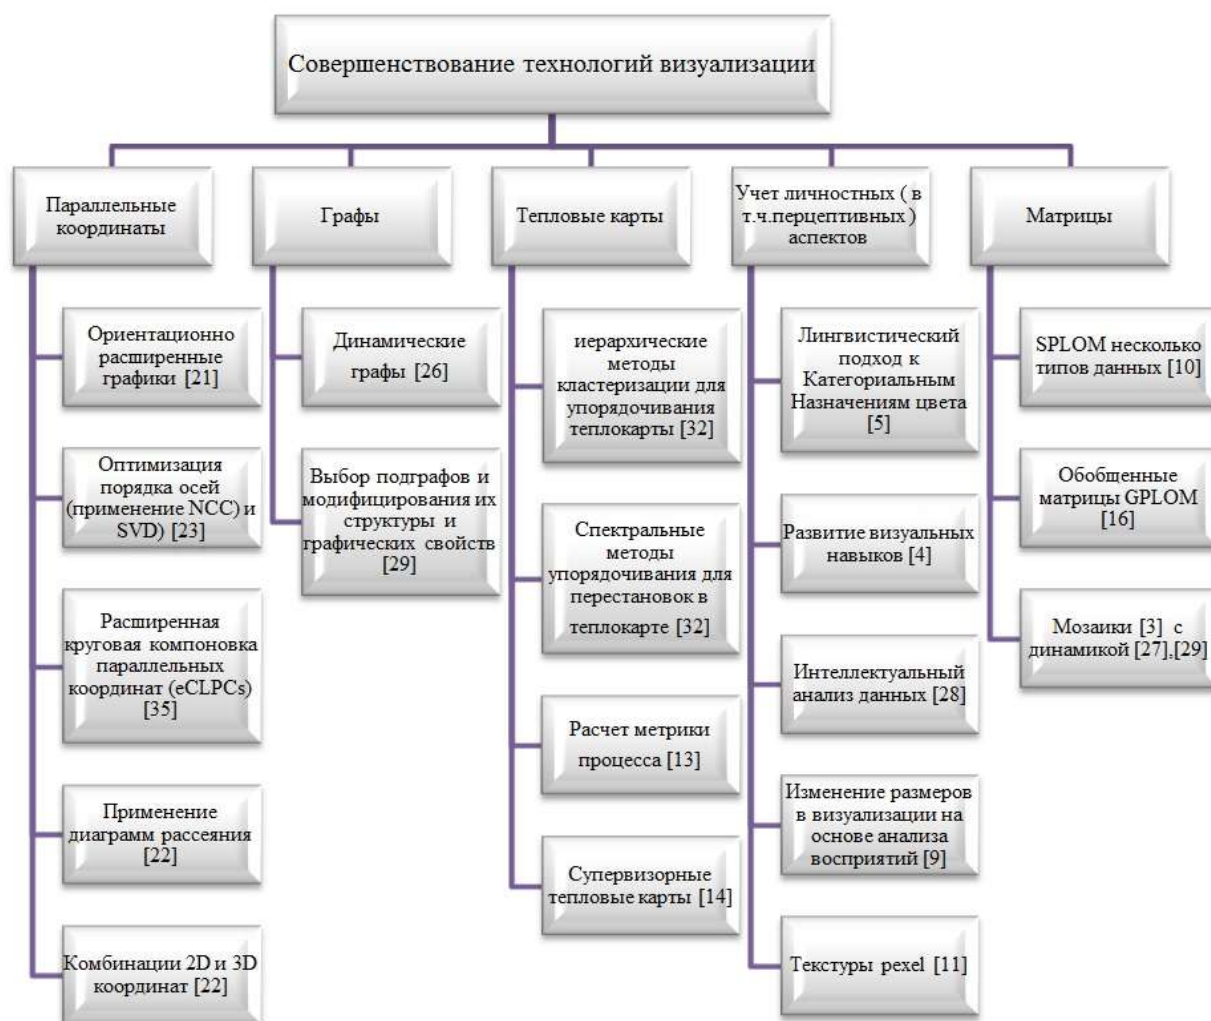 Совершенствование технологий визуализации
Параллельные
координаты
Ориентационно
расширенные
графики [21]
Оптимизация
порядка осей
(применение NCC) и
SVD) [23]
Расширенная
круговая компоновка
параллельных
координат (eCLPCs)
[35]
Применение
диаграмм рассеяния
[22]
Комбинации 2D и 3D
координат [22]
Графы
Динамические
графы [26]
Выбор подграфов и
модифицирования их
структуры и
графических свойств
[29]
Тепловые карты
иерархические
методы
кластеризации для
упорядочивания
теплокарты [32]
Спектральные
методы
упорядочивания для
перестановок в
теплокарте [32]
Расчет метрики
процесса [13]
Супервизорные
тепловые карты [14]
Учет личностных ( в
т.ч.перцептивных )
аспектов
Лингвистический
подход к
Категориальным
Назначениям цвета
[5]
Развитие визуальных
навыков [4]
Интеллектуальный
анализ данных [28]
Изменение размеров
в визуализации на
основе анализа
восприятий [9]
Текстуры pexel [11]
Матрицы
SPLOM несколько
типов данных [10]
Обобщенные
матрицы GPLOM
[16]
Мозаики [3] с
динамикой [27],[29]